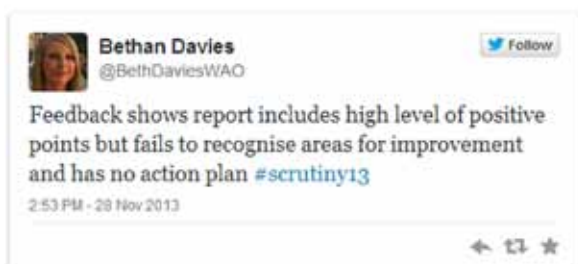 Bethan Davies
@BethDaviesWAO
Follow
Feedback shows report includes high level of positive
points but fails to recognise areas for improvement
and has no action plan #scrutiny13
2:53 PM - 28 Nov 2013